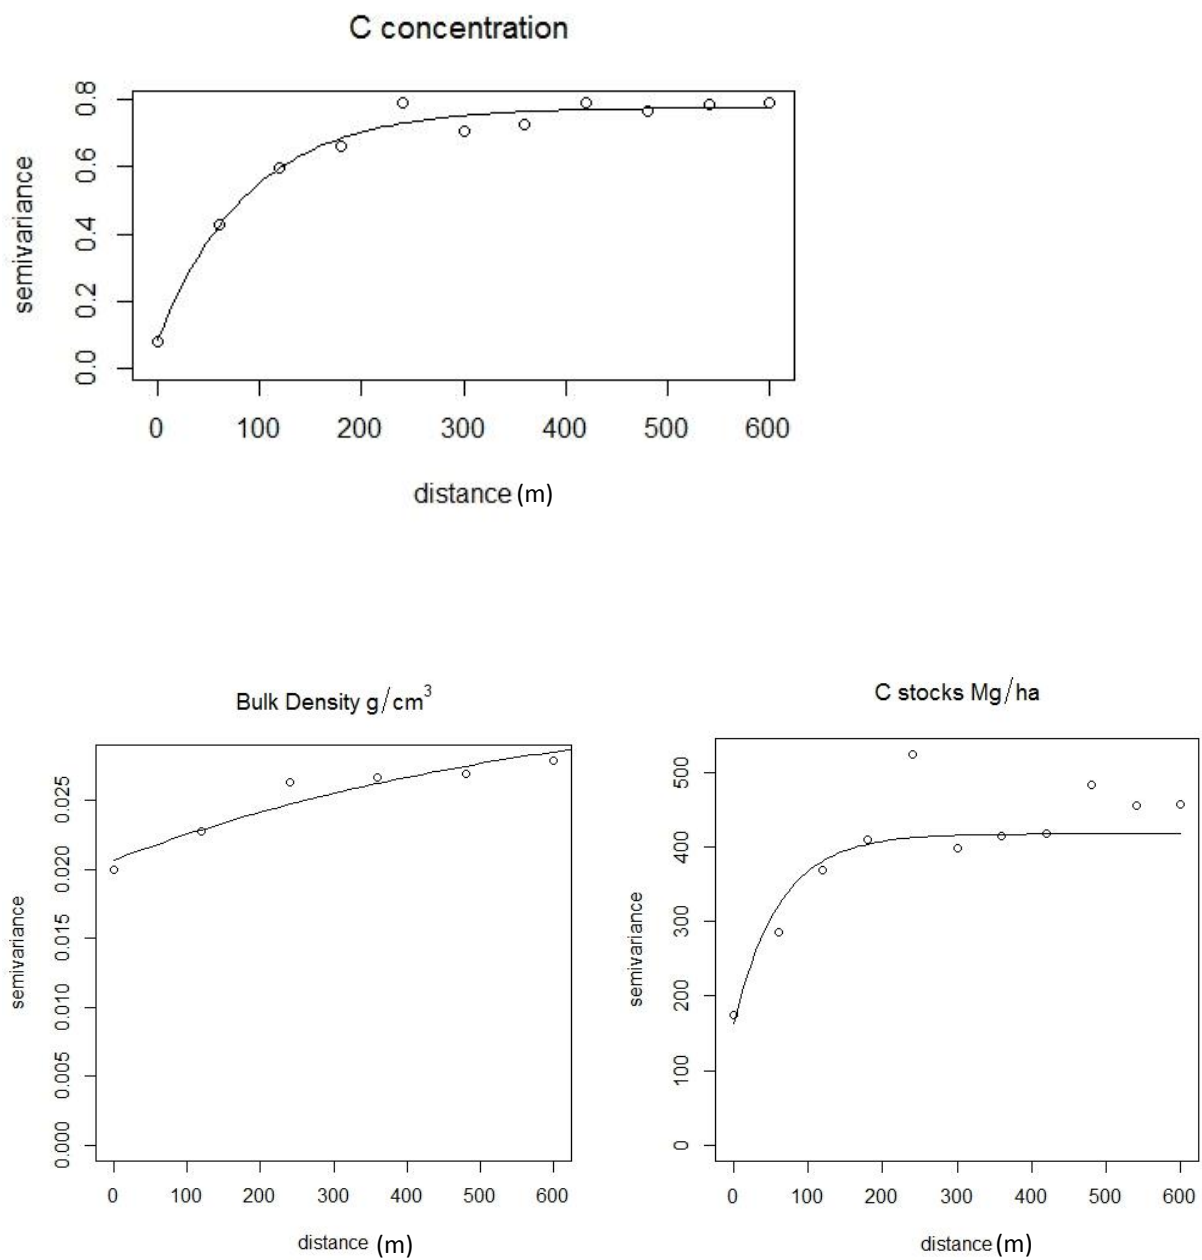 C concentration
semivariance
0.0 0.2 0.4 0.6 0.8
0 100 200 300 400 500 600
distance (m)
Bulk Density g/cm³
semivariance
0.000 0.005 0.010 0.015 0.020 0.025
0 100 200 300 400 500 600
distance (m)
C stocks Mg/ha
semivariance
0 100 200 300 400 500
0 100 200 300 400 500 600
distance (m)